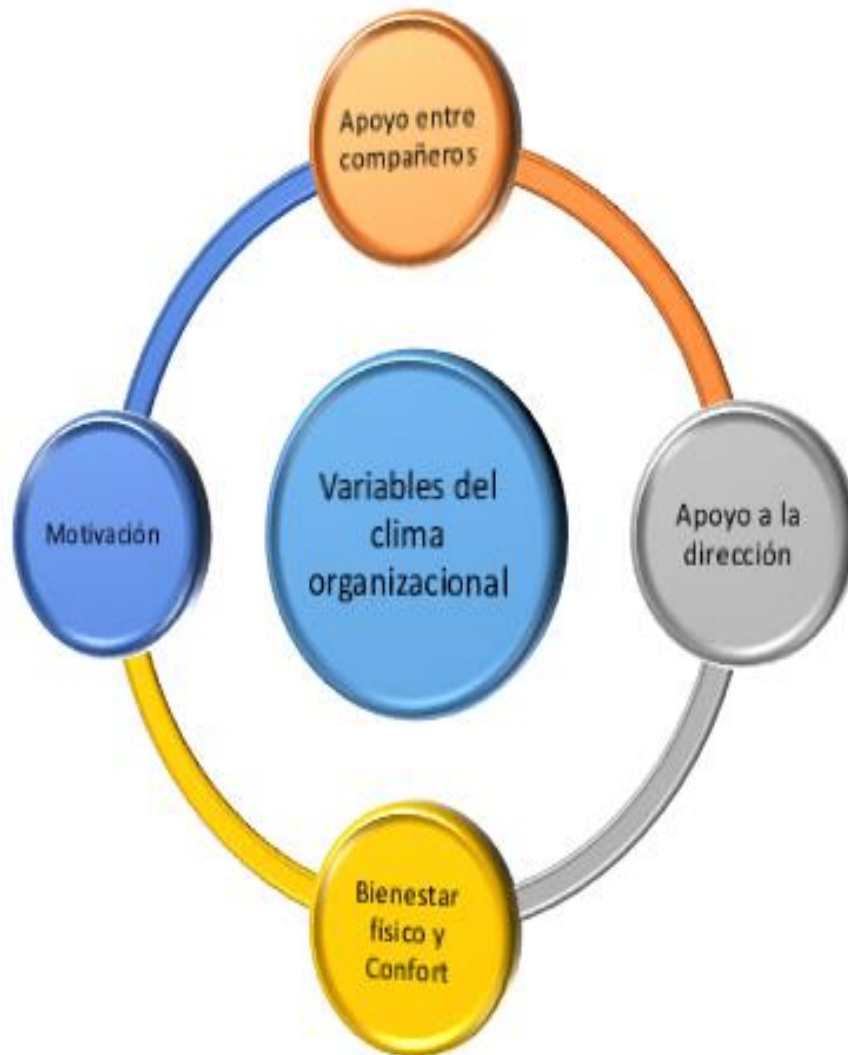 Apoyo entre
compañeros
Motivación
Variables del
clima
organizacional
Apoyo a la
dirección
Bienestar
físico y
Confort